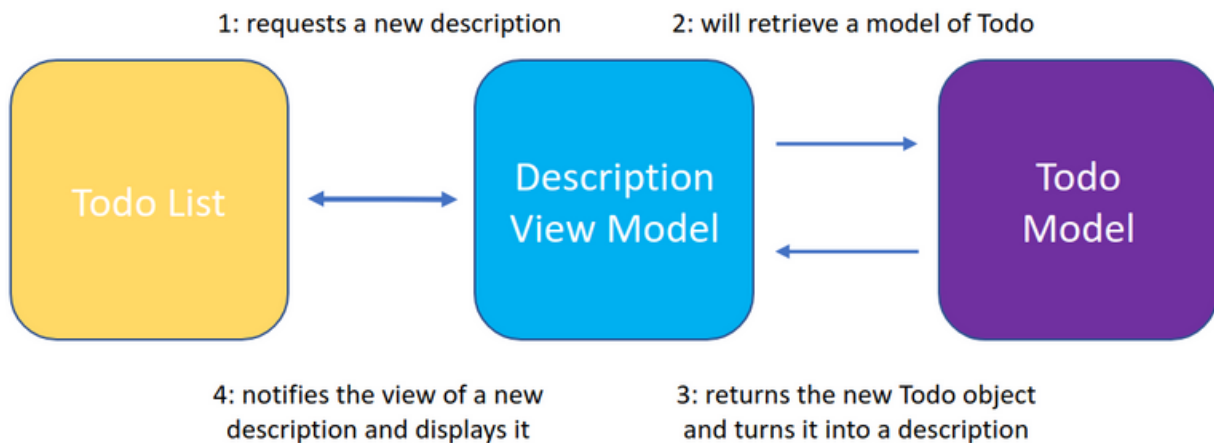 1: requests a new description
2: will retrieve a model of Todo
Todo List
Description
View Model
Todo
Model
4: notifies the view of a new
description and displays it
3: returns the new Todo object
and turns it into a description